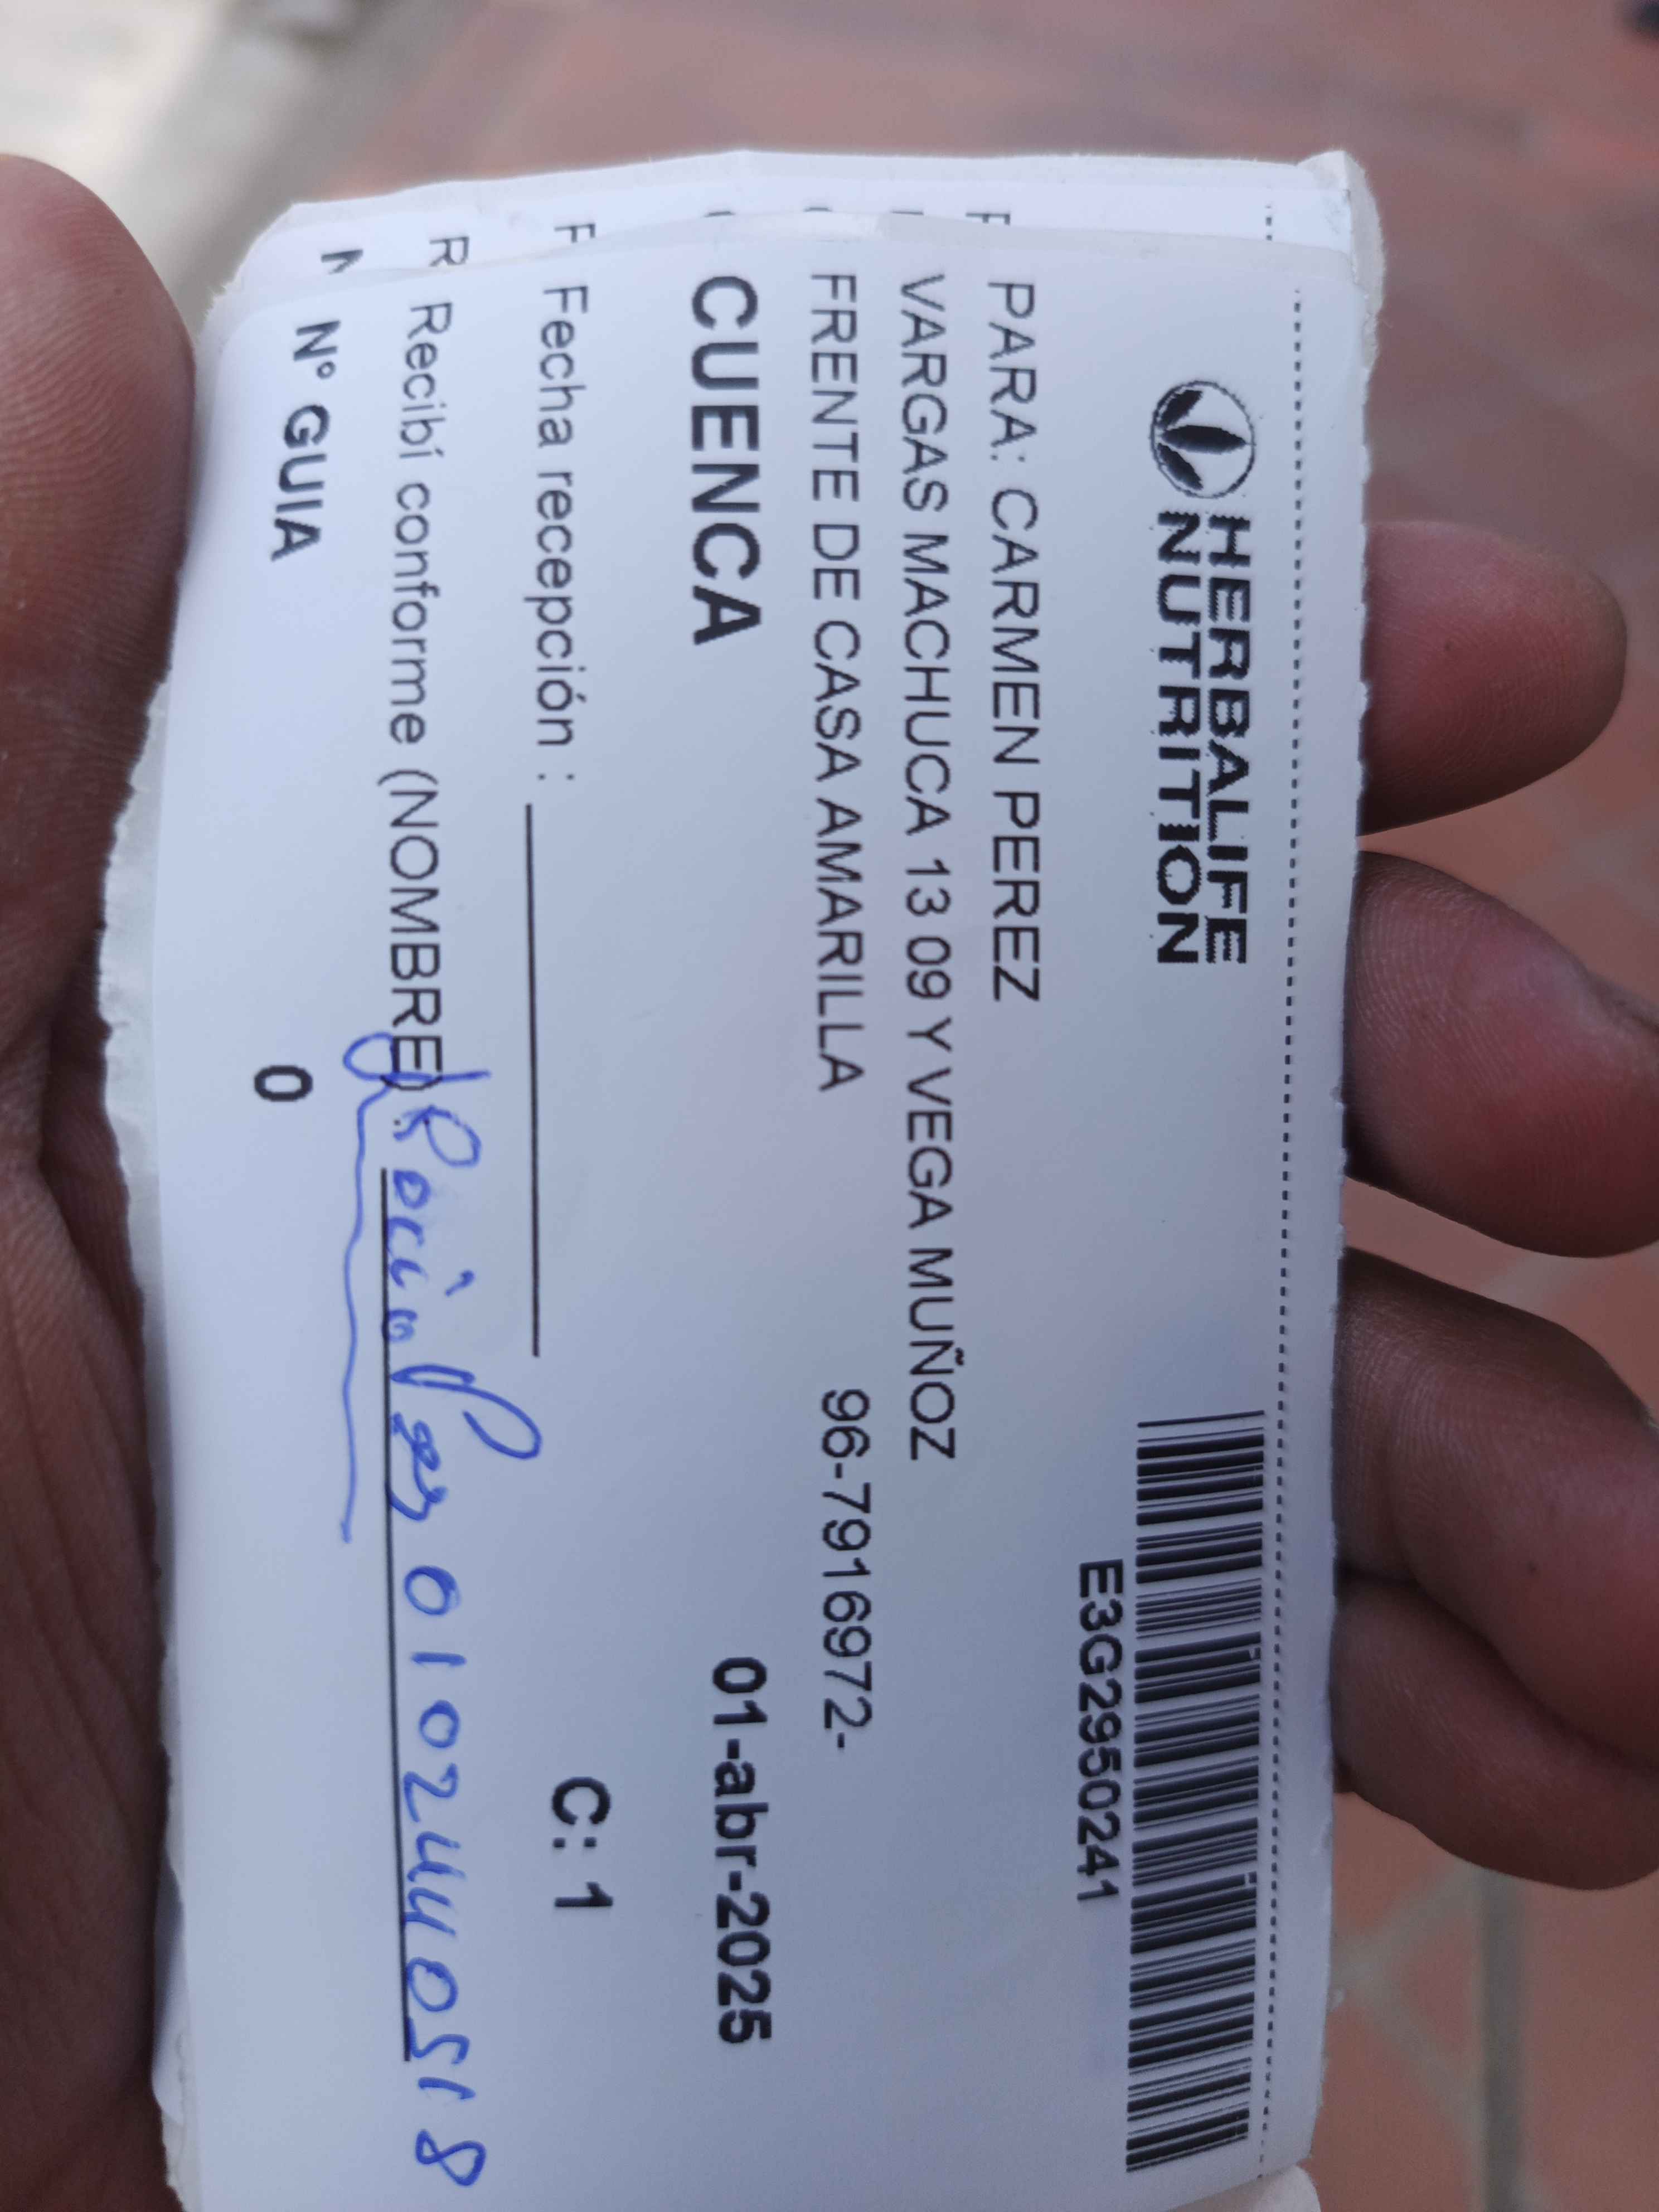 HERBALIFE
NUTRITION
E3G2950241
PARA: CARMEN PEREZ
VARGAS MACHUCA 13 09 Y VEGA MUÑOZ
FRENTE DE CASA AMARILLA 96-7916972-
CUENCA 01-abr-2025
Fecha recepción : C: 1
Recibí conforme (NOMBRE): Rocio 0102440518
N° GUIA 0